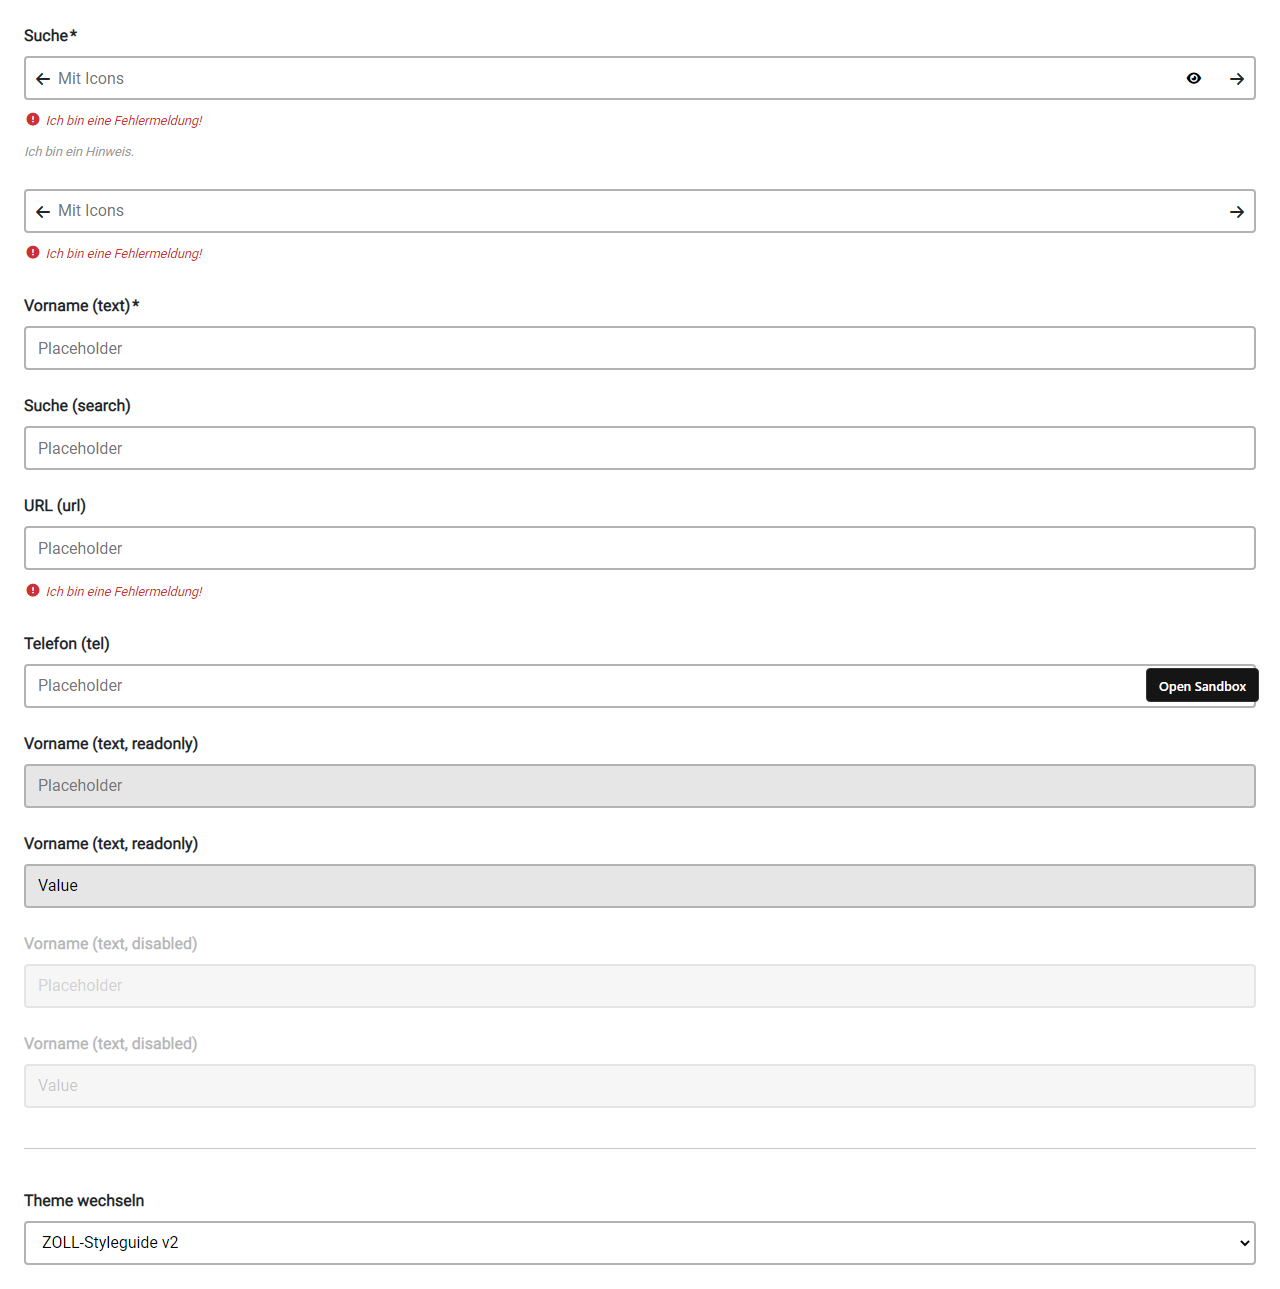 Suche*
Mit Icons
Ich bin eine Fehlermeldung!
Ich bin ein Hinweis.
Mit Icons
Ich bin eine Fehlermeldung!
Vorname (text)*
Placeholder
Suche (search)
Placeholder
URL (url)
Placeholder
Ich bin eine Fehlermeldung!
Telefon (tel)
Placeholder
Open Sandbox
Vorname (text, readonly)
Placeholder
Vorname (text, readonly)
Value
Vorname (text, disabled)
Placeholder
Vorname (text, disabled)
Value
Theme wechseln
ZOLL-Styleguide v2